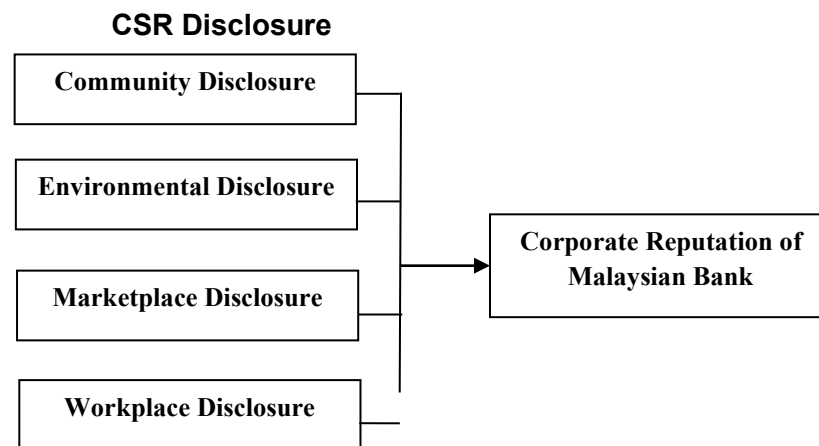 CSR Disclosure
Community Disclosure
Environmental Disclosure
Marketplace Disclosure
Workplace Disclosure
Corporate Reputation of
Malaysian Bank